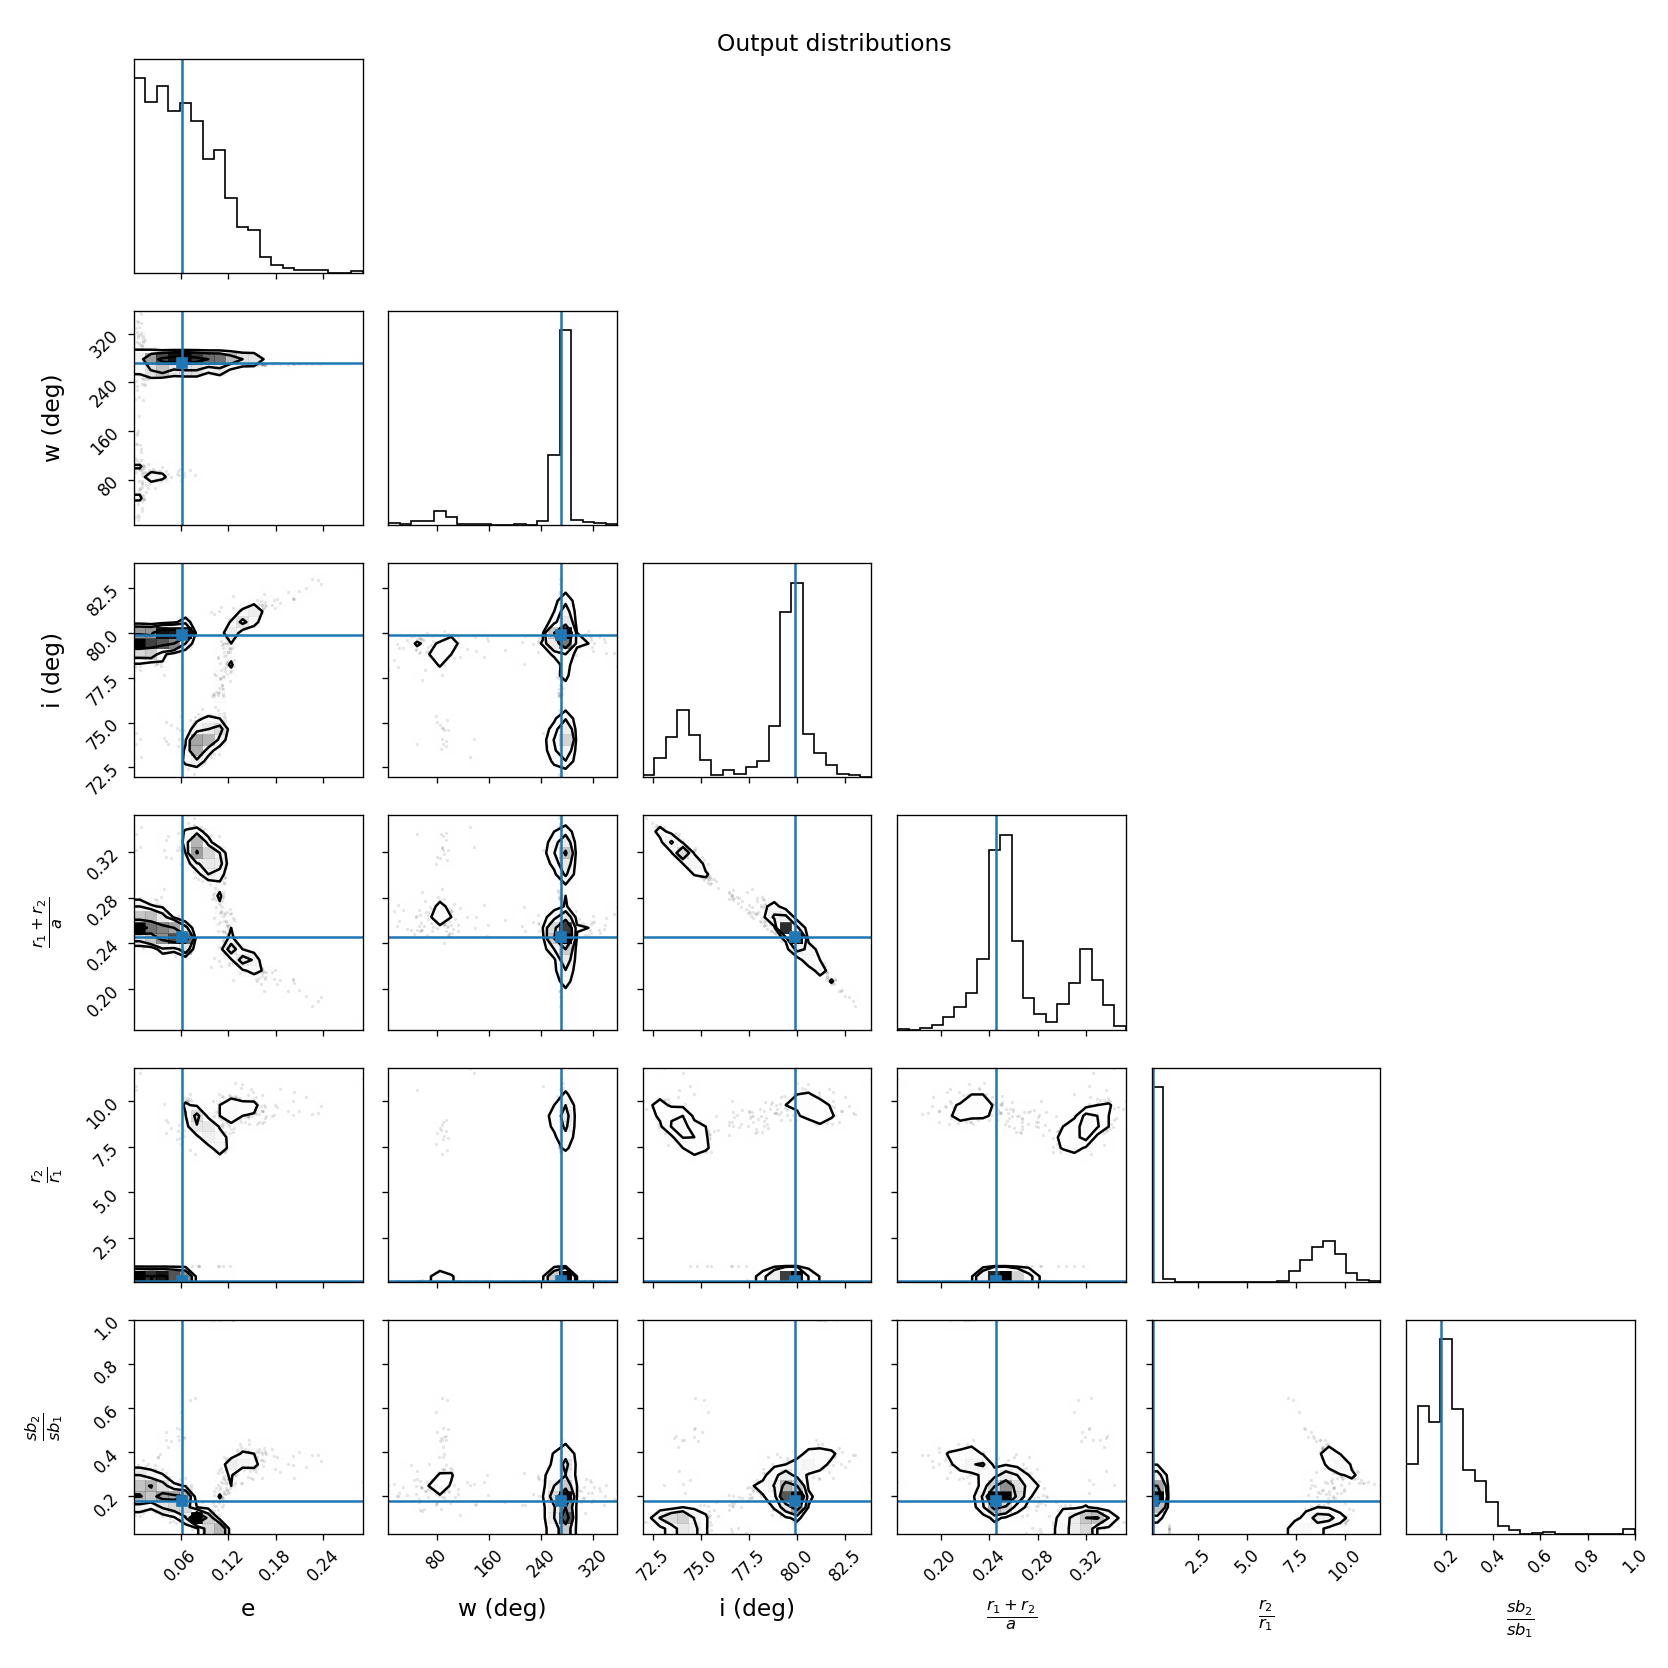 Output distributions
w (deg)
320
240
160
80
i (deg)
82.5
80.0
77.5
75.0
72.5
r₁ + r₂
a
0.32
0.28
0.24
0.20
r₂
r₁
10.0
7.5
5.0
2.5
sb₂
sb₁
1.0
0.8
0.6
0.4
0.2
0.06 0.12 0.18 0.24
80 160 240 320
72.5 75.0 77.5 80.0 82.5
0.20 0.24 0.28 0.32
2.5 5.0 7.5 10.0
0.2 0.4 0.6 0.8 1.0
e
w (deg)
i (deg)
r₁ + r₂
a
r₂
r₁
sb₂
sb₁